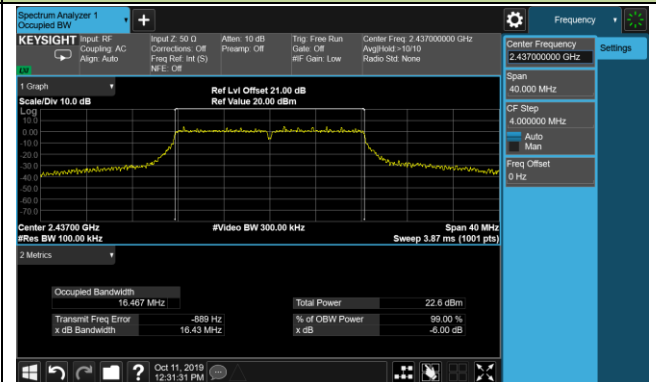 Spectrum Analyzer 1
Occupied BW
Frequency
KEYSIGHT
Input: RF
Coupling: AC
Align: Auto
Input Z: 50 Ω
Corrections: Off
Freq Ref: Int (S)
NFE: Off
Atten: 10 dB
Preamp: Off
Trig: Free Run
Gate: Off
#IF Gain: Low
Center Freq: 2.437000000 GHz
Avg|Hold:>10/10
Radio Std: None
Center Frequency
2.437000000 GHz
Settings
Span
40.000 MHz
CF Step
4.000000 MHz
Auto
Man
Freq Offset
0 Hz
1 Graph
Scale/Div 10.0 dB
Ref Lvl Offset 21.00 dB
Ref Value 20.00 dBm
Log
10.0
0.00
-10.0
-20.0
-30.0
-40.0
-50.0
-60.0
-70.0
Center 2.43700 GHz
#Res BW 100.00 kHz
#Video BW 300.00 kHz
Span 40 MHz
Sweep 3.87 ms (1001 pts)
2 Metrics
Occupied Bandwidth
16.467 MHz
Total Power 22.6 dBm
Transmit Freq Error -889 Hz
% of OBW Power 99.00 %
x dB Bandwidth 16.43 MHz
x dB -6.00 dB
Oct 11, 2019
12:31:31 PM